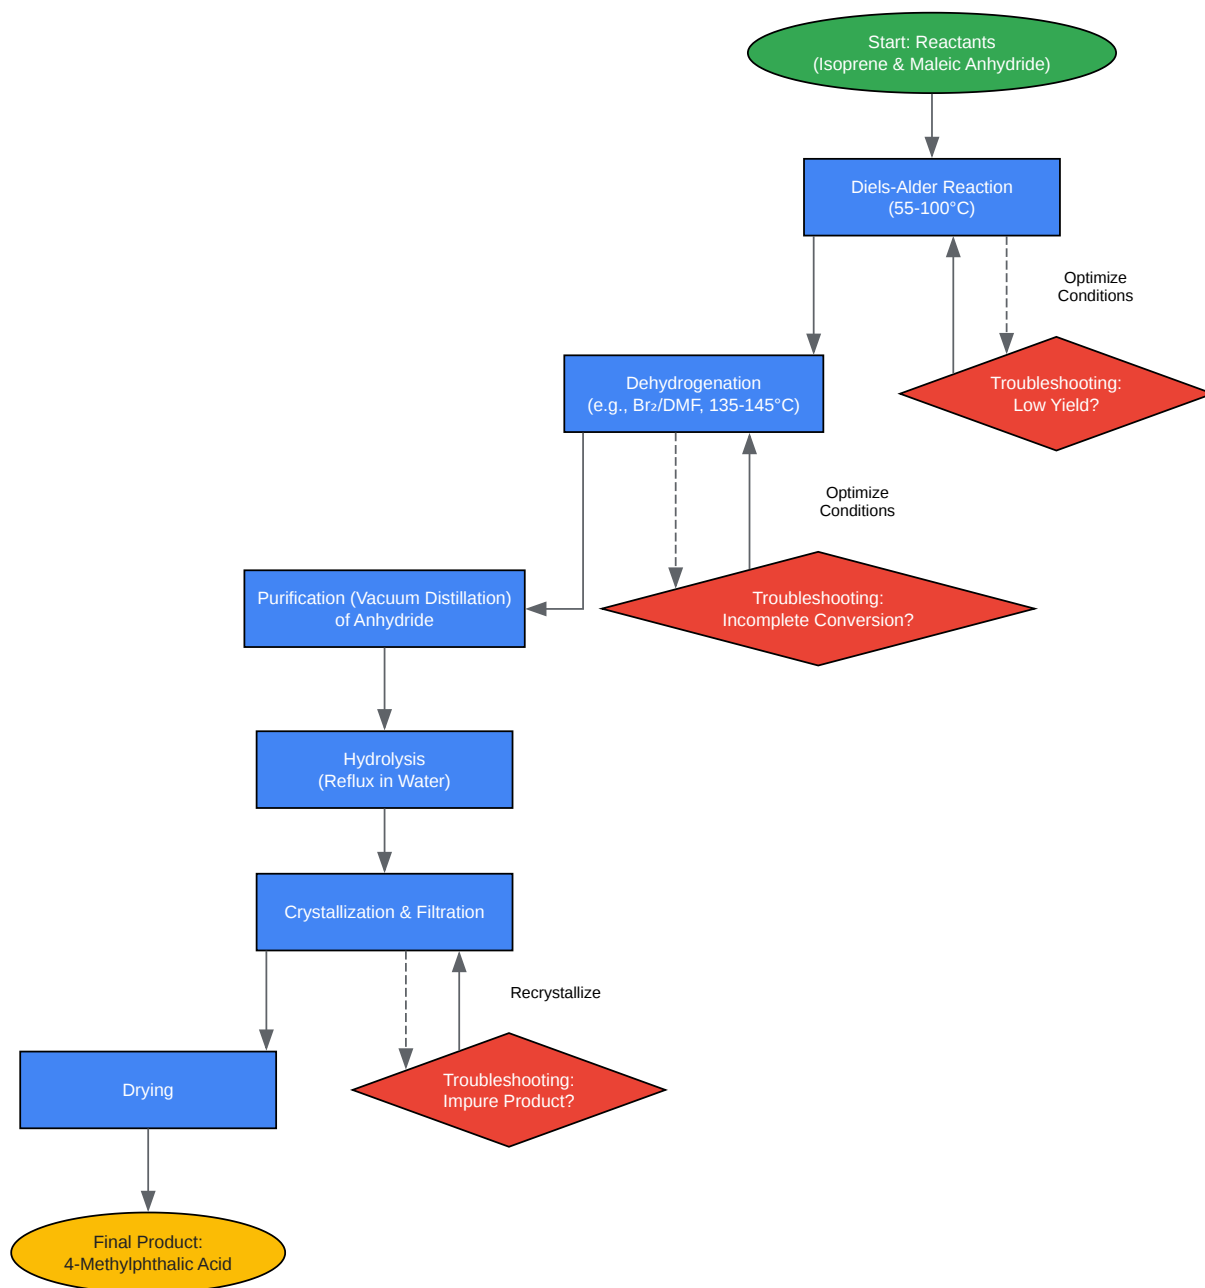 Start: Reactants
(Isoprene & Maleic Anhydride)
Diels-Alder Reaction
(55-100°C)
Optimize
Conditions
Troubleshooting:
Low Yield?
Dehydrogenation
(e.g., Br₂/DMF, 135-145°C)
Optimize
Conditions
Troubleshooting:
Incomplete Conversion?
Purification (Vacuum Distillation)
of Anhydride
Hydrolysis
(Reflux in Water)
Crystallization & Filtration
Recrystallize
Troubleshooting:
Impure Product?
Drying
Final Product:
4-Methylphthalic Acid